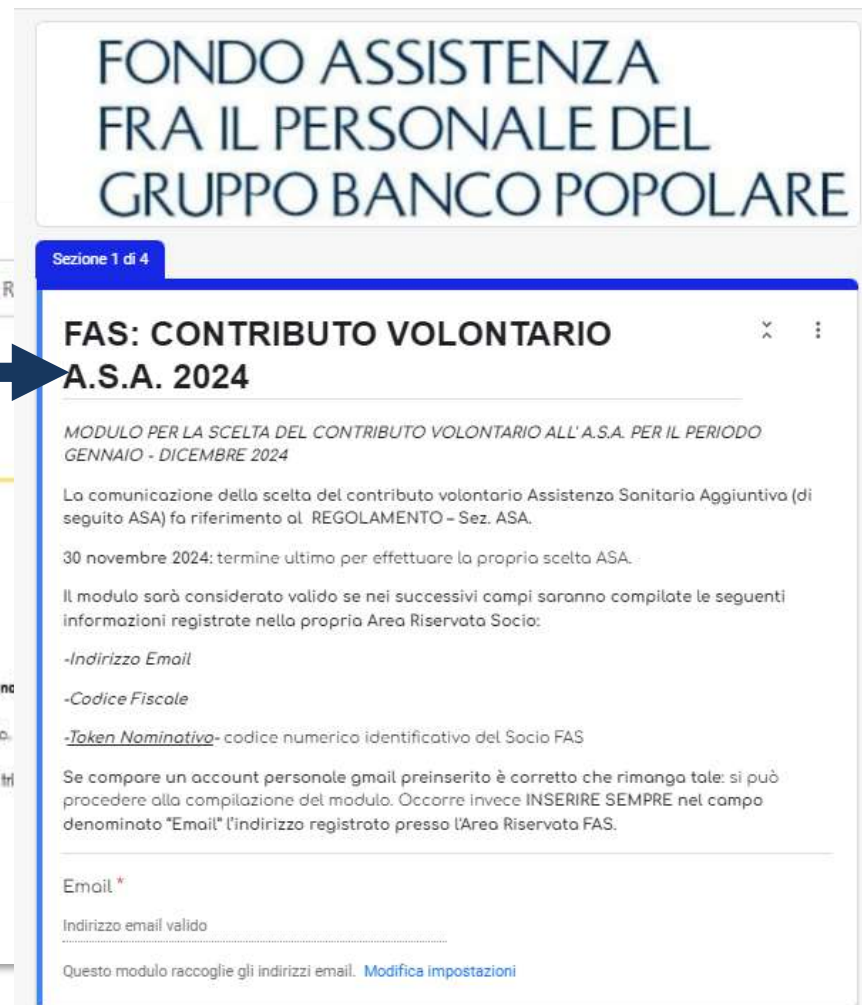 FONDO ASSISTENZA
FRA IL PERSONALE DEL
GRUPPO BANCO POPOLARE
Sezione 1 di 4
FAS: CONTRIBUTO VOLONTARIO
A.S.A. 2024
MODULO PER LA SCELTA DEL CONTRIBUTO VOLONTARIO ALL' A.S.A. PER IL PERIODO
GENNAIO - DICEMBRE 2024
La comunicazione della scelta del contributo volontario Assistenza Sanitaria Aggiuntiva (di
seguito ASA) fa riferimento al REGOLAMENTO – Sez. ASA.
30 novembre 2024: termine ultimo per effettuare la propria scelta ASA.
Il modulo sarà considerato valido se nei successivi campi saranno compilate le seguenti
informazioni registrate nella propria Area Riservata Socio:
-Indirizzo Email
-Codice Fiscale
-Token Nominativo- codice numerico identificativo del Socio FAS
Se compare un account personale gmail preinserito è corretto che rimanga tale: si può
procedere alla compilazione del modulo. Occorre invece INSERIRE SEMPRE nel campo
denominato "Email" l'indirizzo registrato presso l'Area Riservata FAS.
Email *
Indirizzo email valido
Questo modulo raccoglie gli indirizzi email. Modifica impostazioni